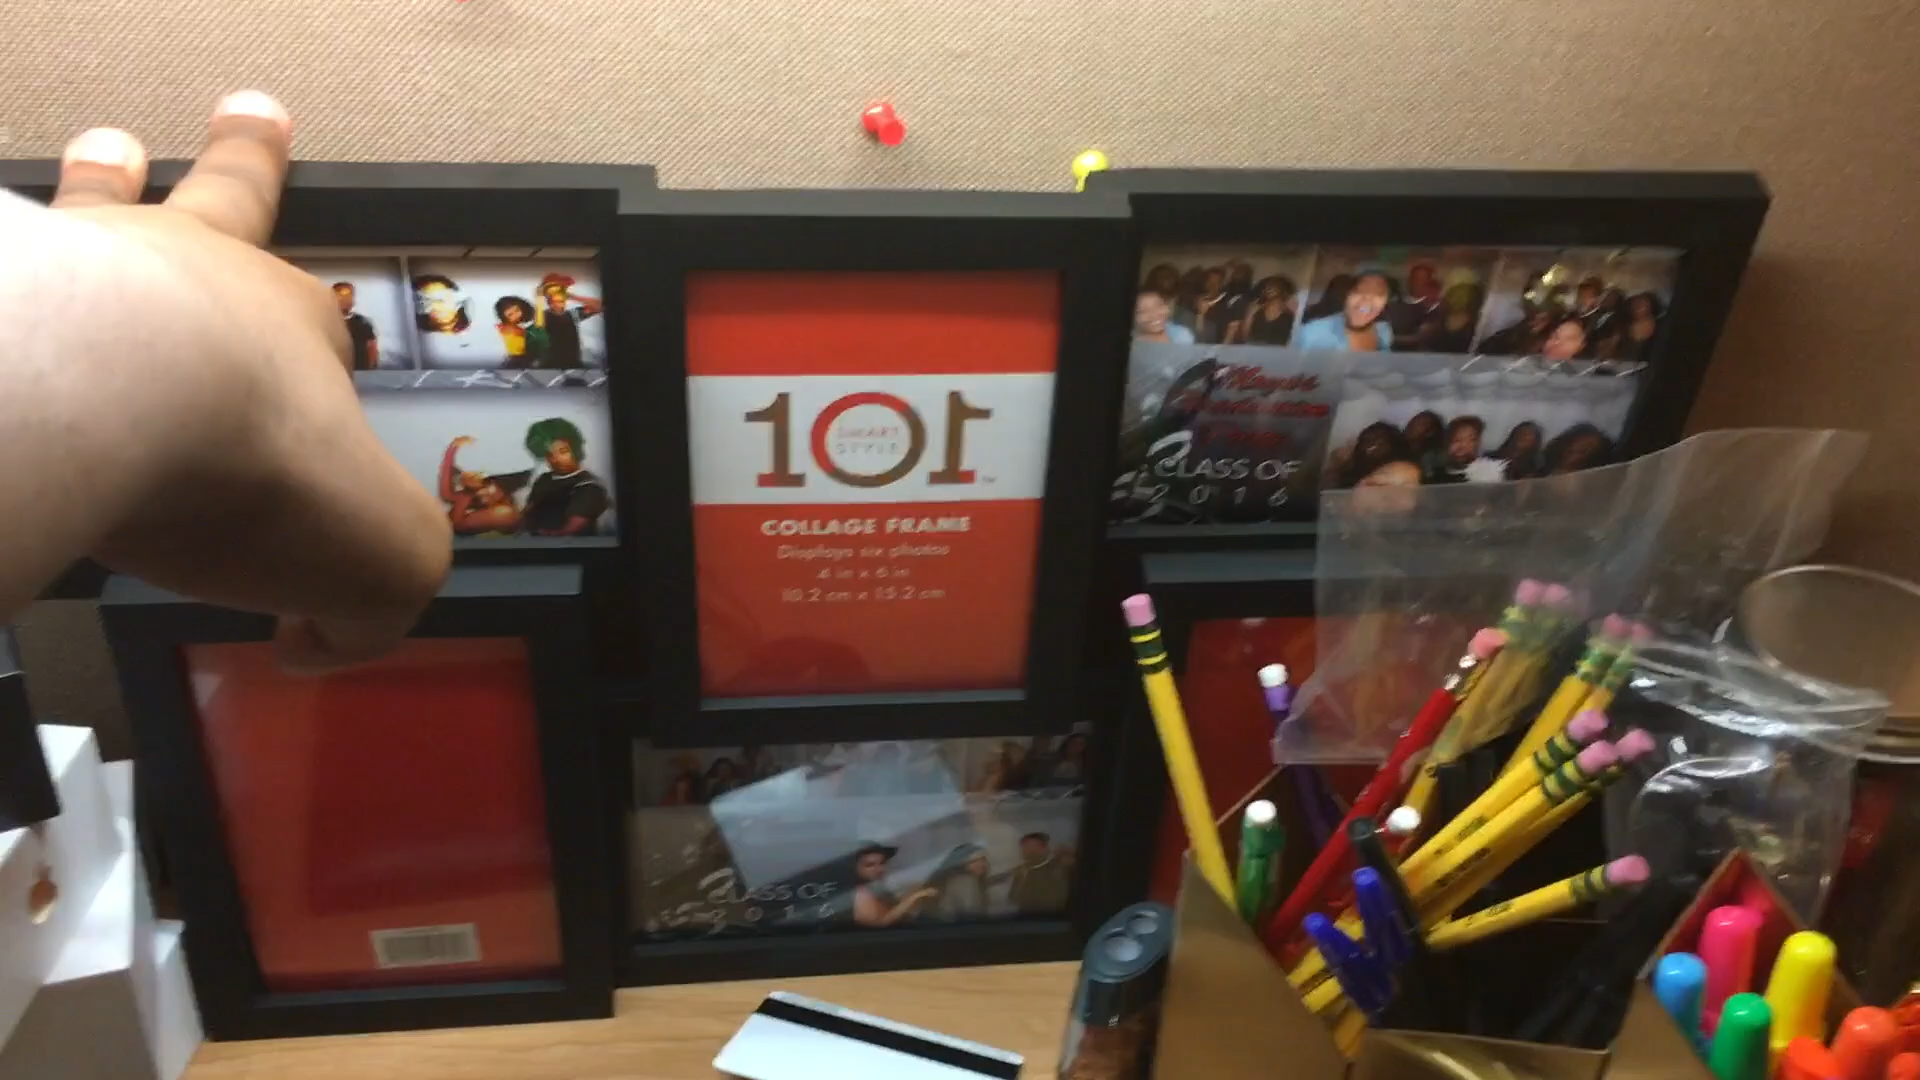 101
SMART
STYLE
™
COLLAGE FRAME
Displays six photos
4 in x 6 in
10.2 cm x 15.2 cm
CLASS OF
2016
CLASS OF
2016